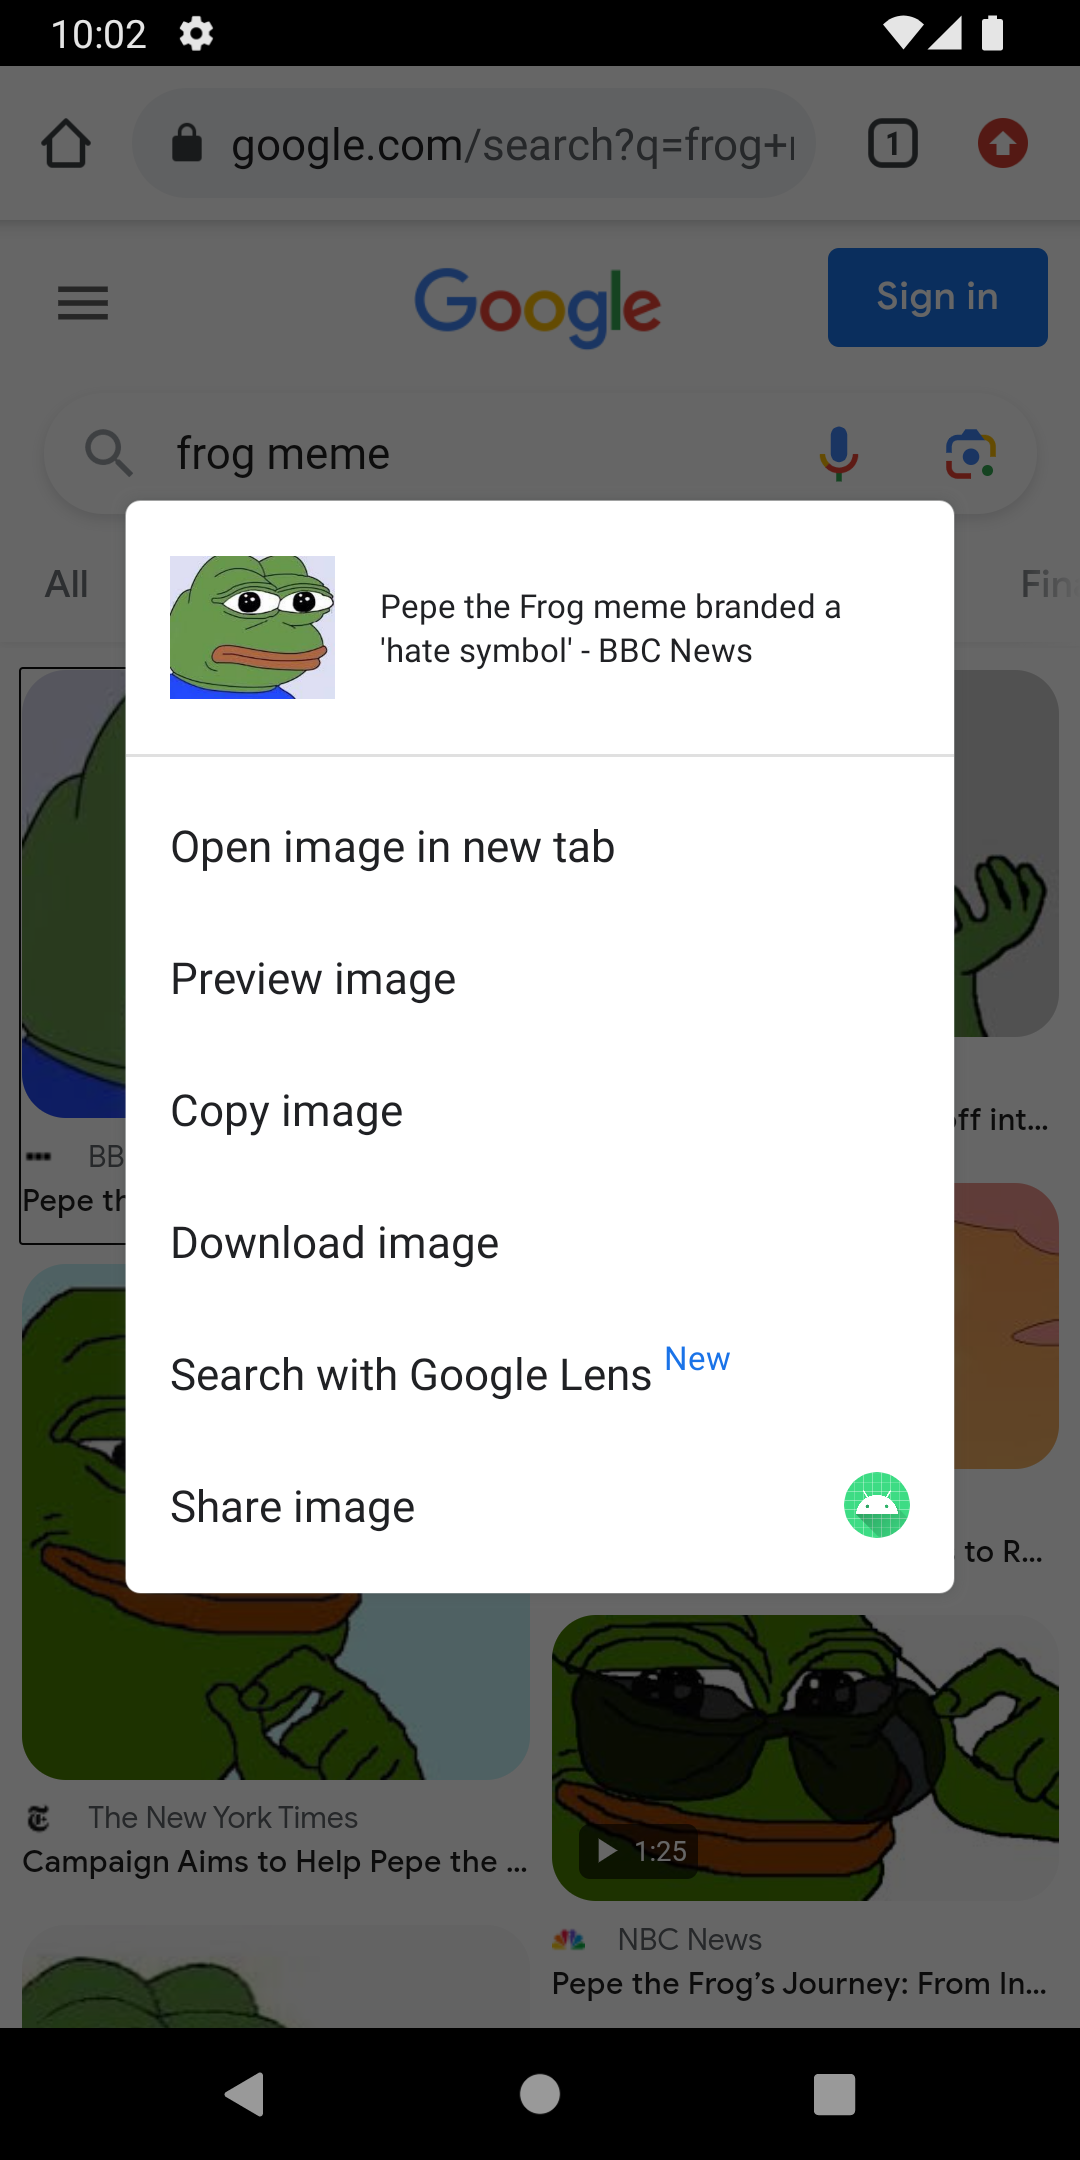 10:02
google.com/search?q=frog+
1
Google
Sign in
frog meme
All
Fin
Pepe the Frog meme branded a
'hate symbol' - BBC News
Open image in new tab
Preview image
Copy image
Download image
Search with Google Lens New
Share image
BB
Pepe th
off int...
to R...
The New York Times
Campaign Aims to Help Pepe the ...
1:25
NBC News
Pepe the Frog’s Journey: From In...